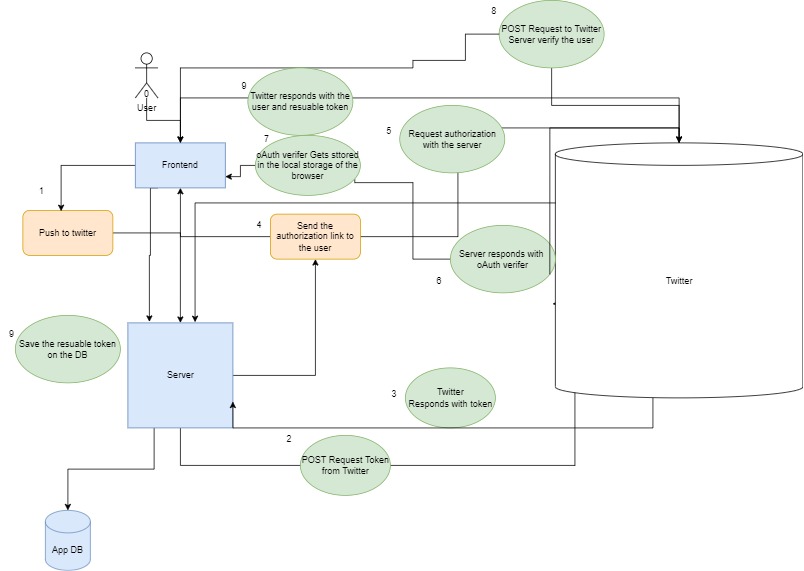 8
POST Request to Twitter
Server verify the user
0
User
9
Twitter responds with the
user and resuable token
5
Request authorization
with the server
7
oAuth verifer Gets sttored
in the local storage of the
browser
Frontend
1
Push to twitter
4
Send the
authorization link to
the user
Server responds with
oAuth verifer
6
Twitter
9
Save the resuable token
on the DB
Server
3
Twitter
Responds with token
2
POST Request Token
from Twitter
App DB